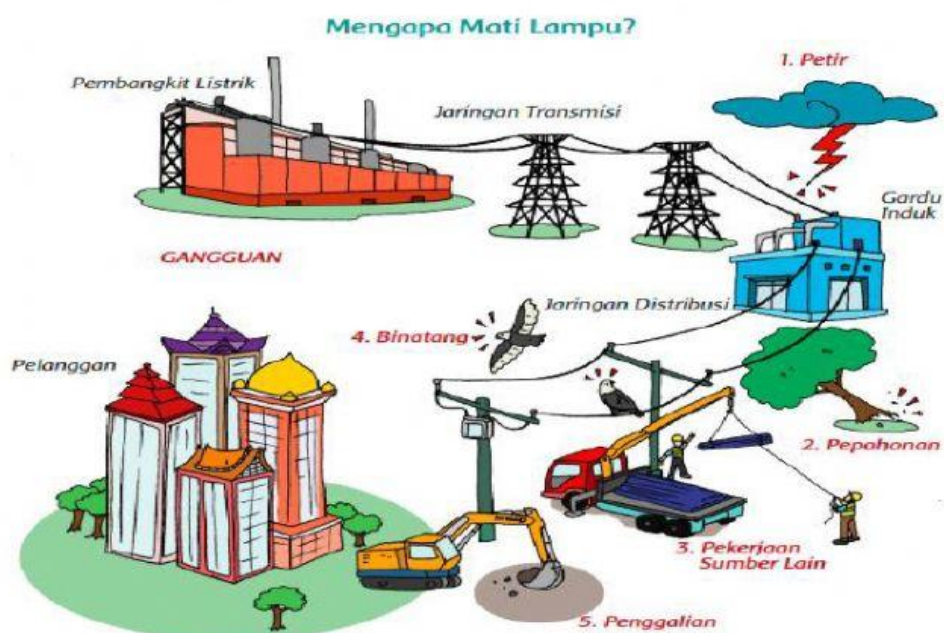 Mengapa Mati Lampu?
1. Petir
Pembangkit Listrik
Jaringan Transmisi
Gardu
Induk
GANGGUAN
Jaringan Distribusi
4. Binatang
Pelanggan
2. Pepohonan
3. Pekerjaan
Sumber Lain
5. Penggalian